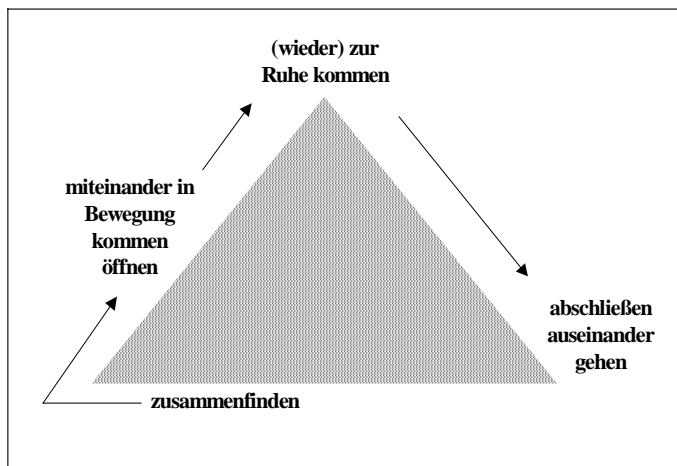 (wieder) zur
Ruhe kommen
miteinander in
Bewegung
kommen
öffnen
abschließen
auseinander
gehen
zusammenfinden